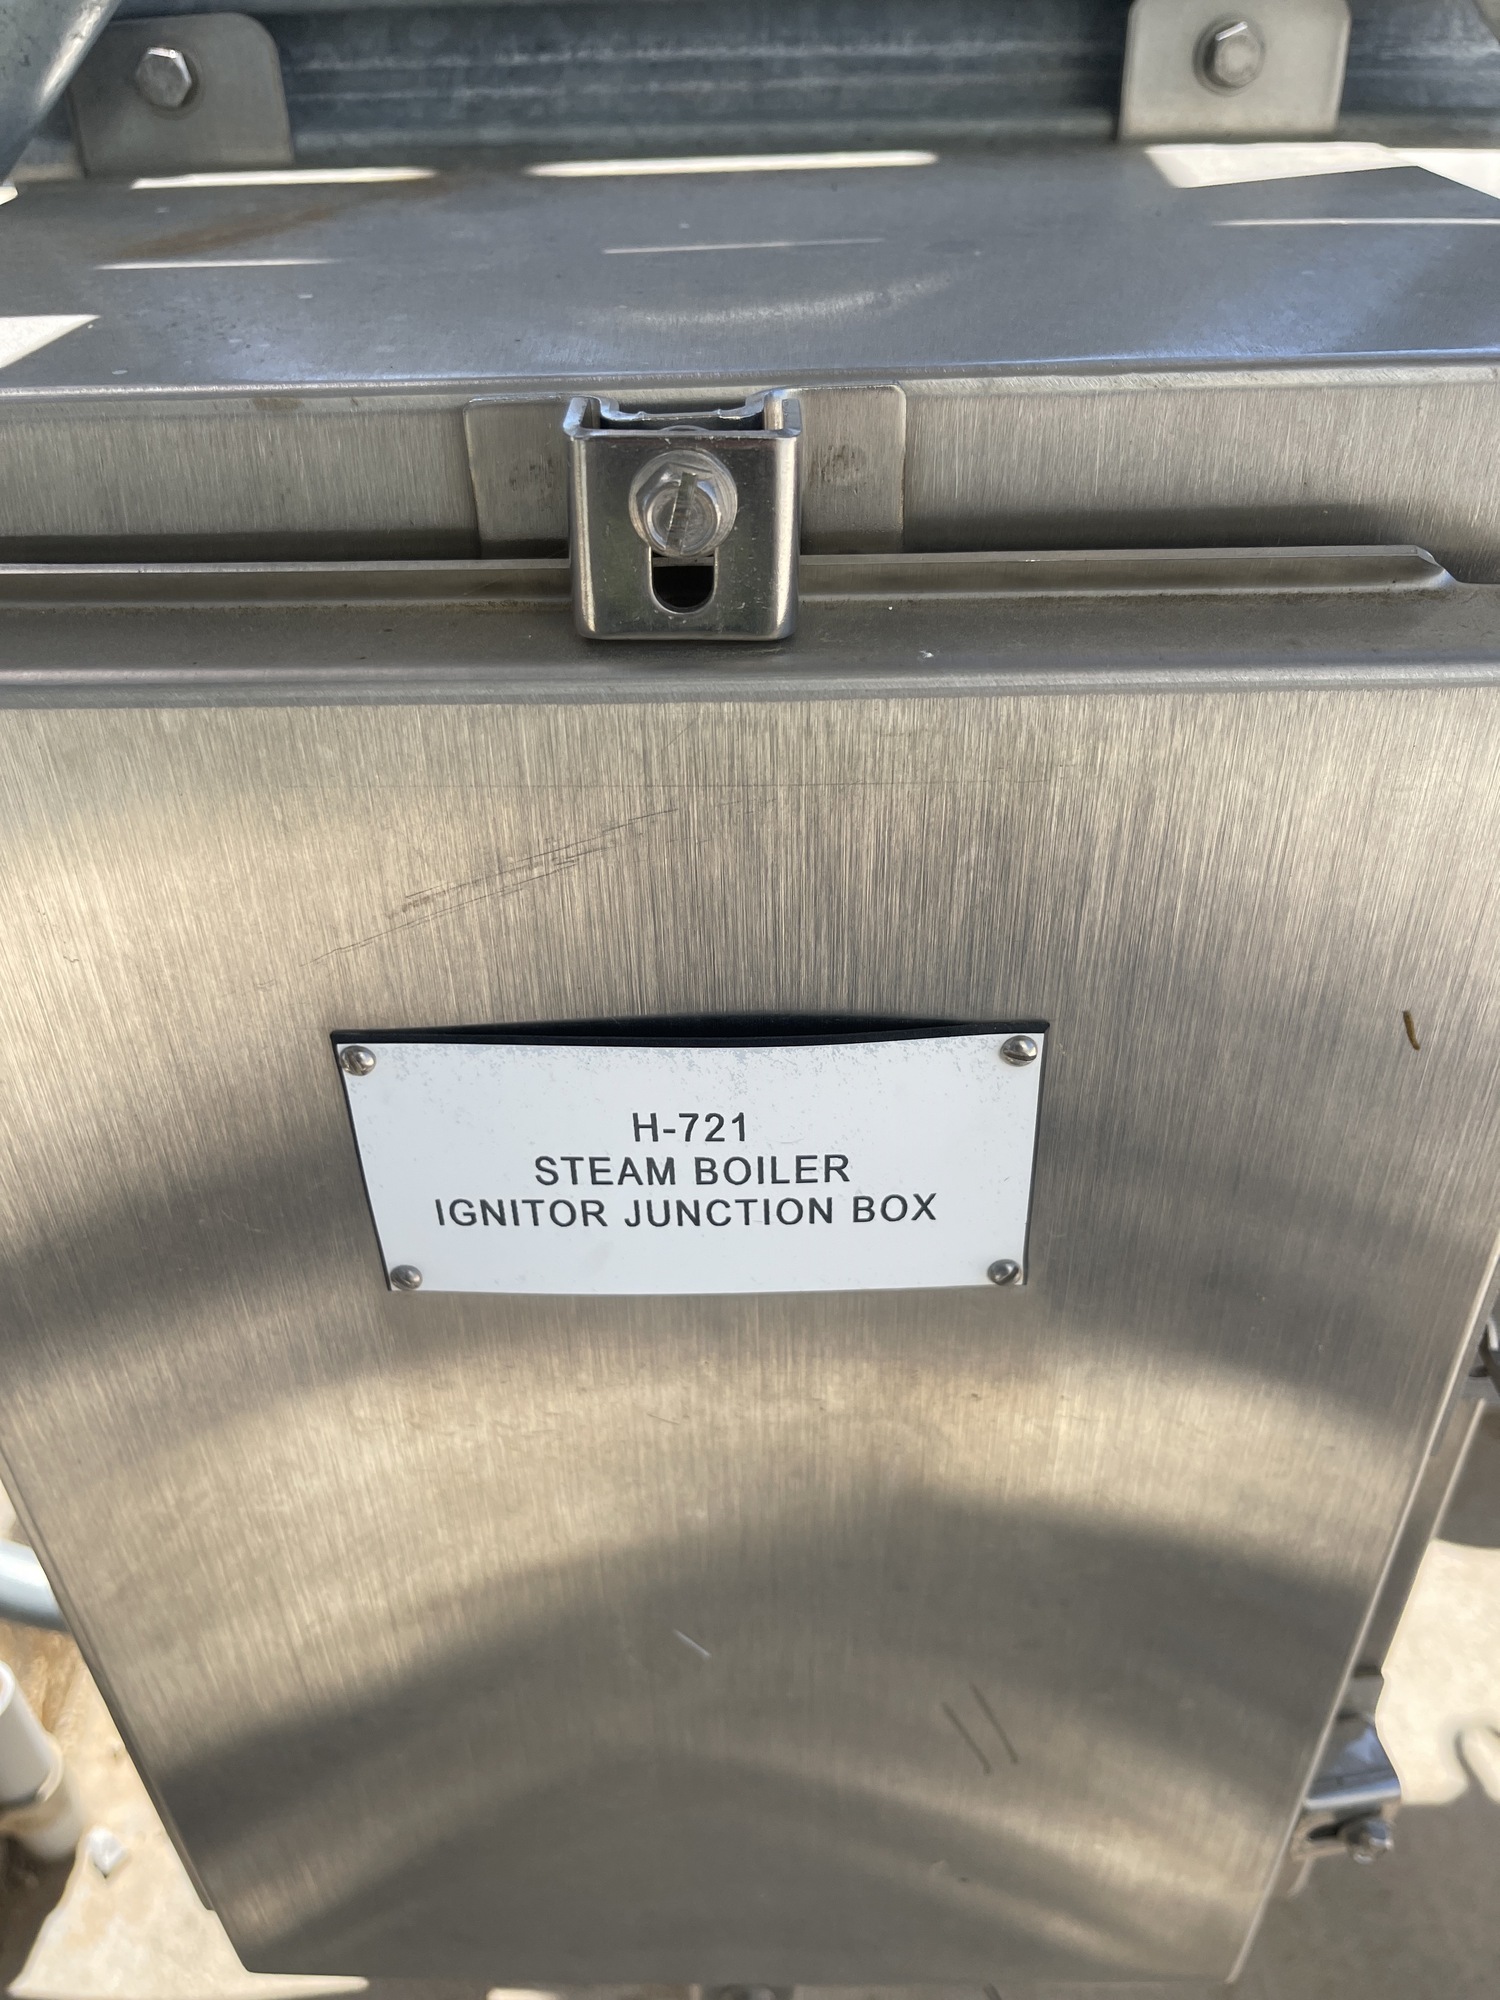 H-721
STEAM BOILER
IGNITOR JUNCTION BOX